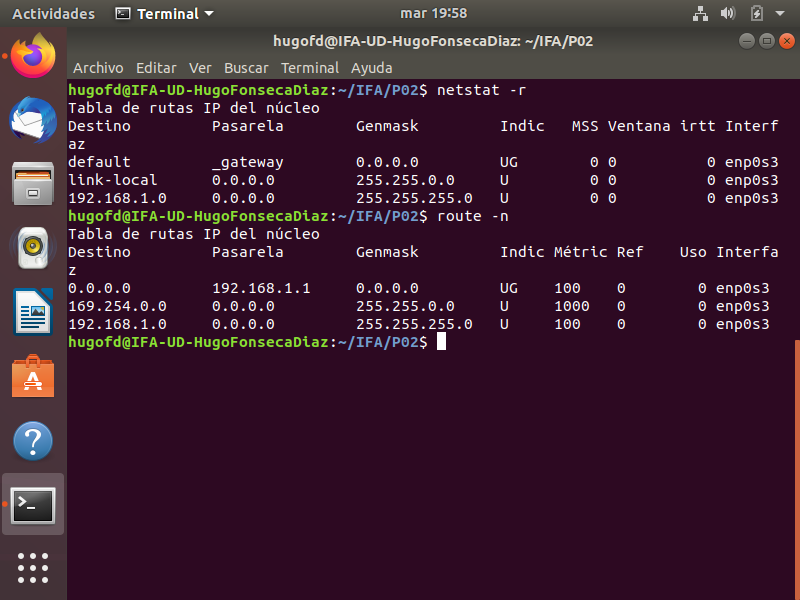 Actividades Terminal mar 19:58
hugofd@IFA-UD-HugoFonsecaDiaz: ~/IFA/P02
Archivo Editar Ver Buscar Terminal Ayuda
hugofd@IFA-UD-HugoFonsecaDiaz:~/IFA/P02$ netstat -r
Tabla de rutas IP del núcleo
Destino         Pasarela        Genmask         Indic   MSS Ventana irtt Interf
az
default         _gateway        0.0.0.0         UG        0 0          0 enp0s3
link-local      0.0.0.0         255.255.0.0     U         0 0          0 enp0s3
192.168.1.0     0.0.0.0         255.255.255.0   U         0 0          0 enp0s3
hugofd@IFA-UD-HugoFonsecaDiaz:~/IFA/P02$ route -n
Tabla de rutas IP del núcleo
Destino         Pasarela        Genmask         Indic Métric Ref    Uso Interfa
z
0.0.0.0         192.168.1.1     0.0.0.0         UG    100    0        0 enp0s3
169.254.0.0     0.0.0.0         255.255.0.0     U     1000   0        0 enp0s3
192.168.1.0     0.0.0.0         255.255.255.0   U     100    0        0 enp0s3
hugofd@IFA-UD-HugoFonsecaDiaz:~/IFA/P02$